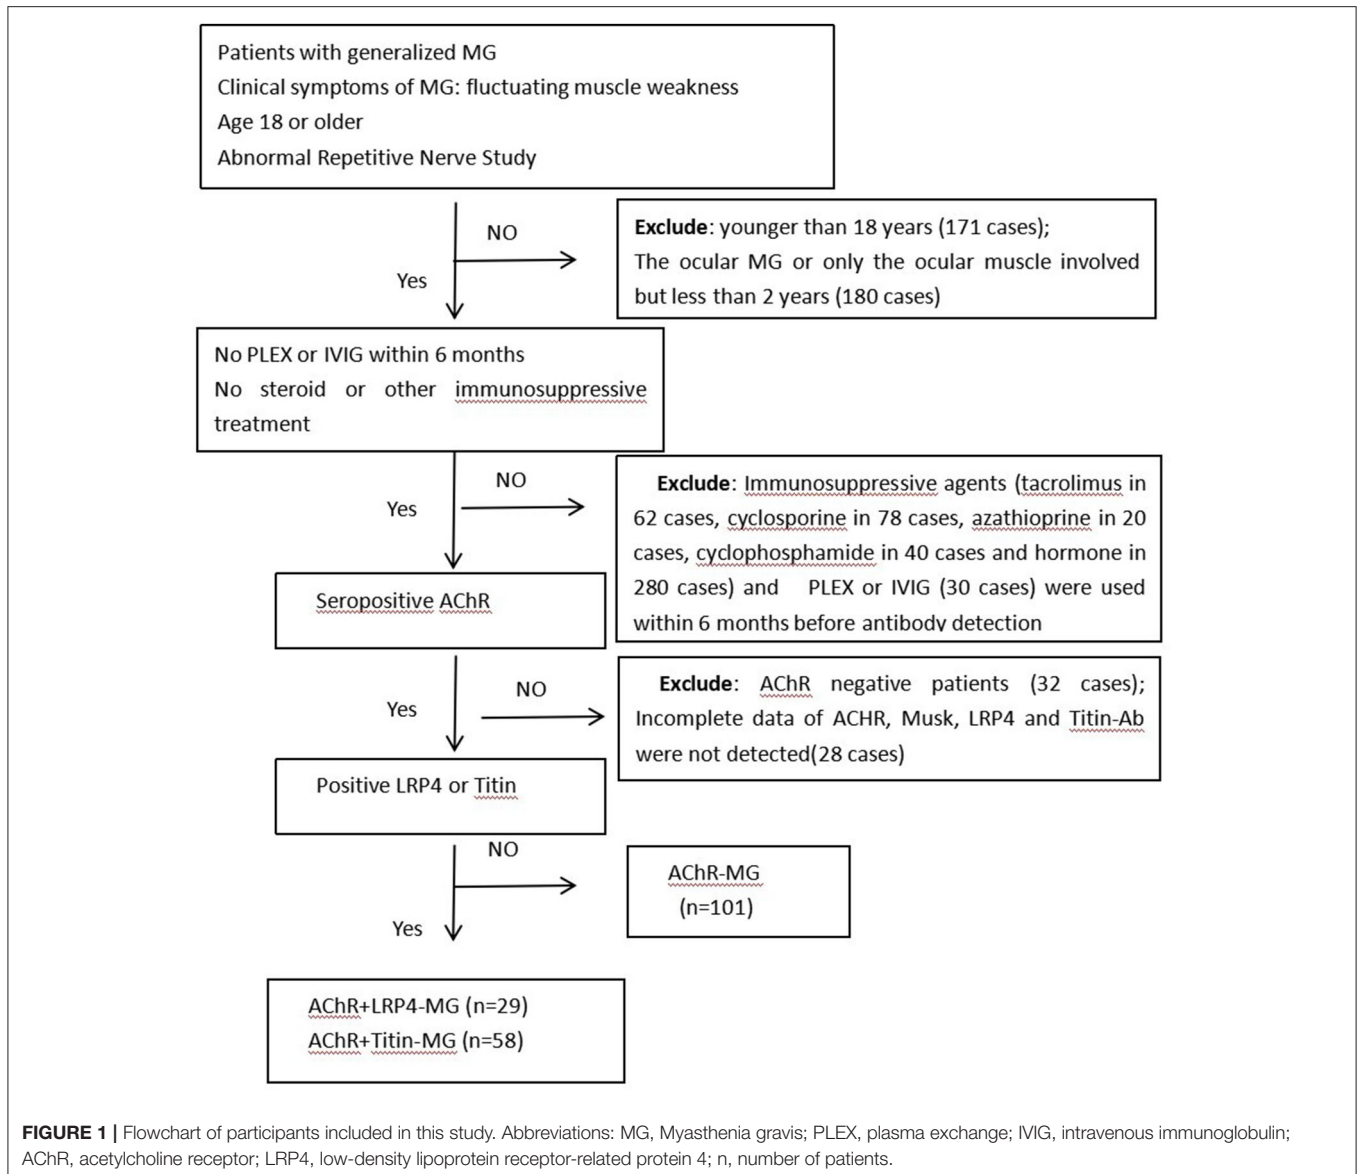 Patients with generalized MG
Clinical symptoms of MG: fluctuating muscle weakness
Age 18 or older
Abnormal Repetitive Nerve Study
NO
Yes
Exclude: younger than 18 years (171 cases);
The ocular MG or only the ocular muscle involved
but less than 2 years (180 cases)
No PLEX or IVIG within 6 months
No steroid or other immunosuppressive
treatment
NO
Yes
Exclude: Immunosuppressive agents (tacrolimus in
62 cases, cyclosporine in 78 cases, azathioprine in 20
cases, cyclophosphamide in 40 cases and hormone in
280 cases) and PLEX or IVIG (30 cases) were used
within 6 months before antibody detection
Seropositive AChR
NO
Yes
Exclude: AChR negative patients (32 cases);
Incomplete data of ACHR, Musk, LRP4 and Titin-Ab
were not detected(28 cases)
Positive LRP4 or Titin
NO
Yes
AChR-MG
(n=101)
AChR+LRP4-MG (n=29)
AChR+Titin-MG (n=58)
FIGURE 1 | Flowchart of participants included in this study. Abbreviations: MG, Myasthenia gravis; PLEX, plasma exchange; IVIG, intravenous immunoglobulin;
AChR, acetylcholine receptor; LRP4, low-density lipoprotein receptor-related protein 4; n, number of patients.